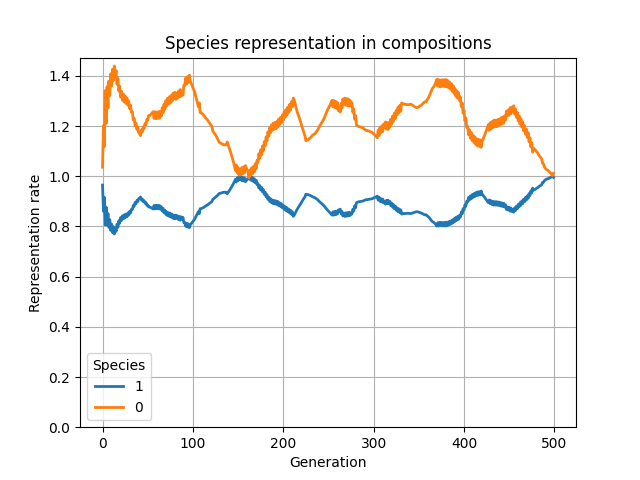 Species representation in compositions
1.4
1.2
1.0
0.8
0.6
0.4
0.2
0.0
Representation rate
Species
1
0
0 100 200 300 400 500
Generation